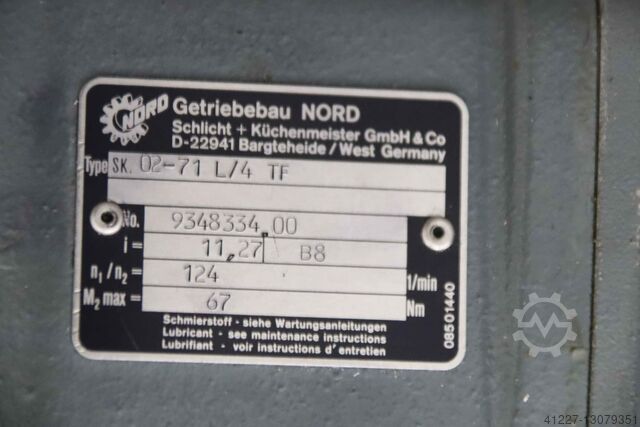 NORD
Getriebebau NORD
Schlicht + Küchenmeister GmbH & Co
D-22941 Bargteheide / West Germany
Type SK. 02-71 L/4 TF
No. 9348334.00
i = 11,27 B8
n₁ / n₂ = 124 1/min
M₂ max = 67 Nm
Schmierstoff · siehe Wartungsanleitungen
Lubricant · see maintenance instructions
Lubrifiant · voir instructions d'entretien
08501440
41227-13079351